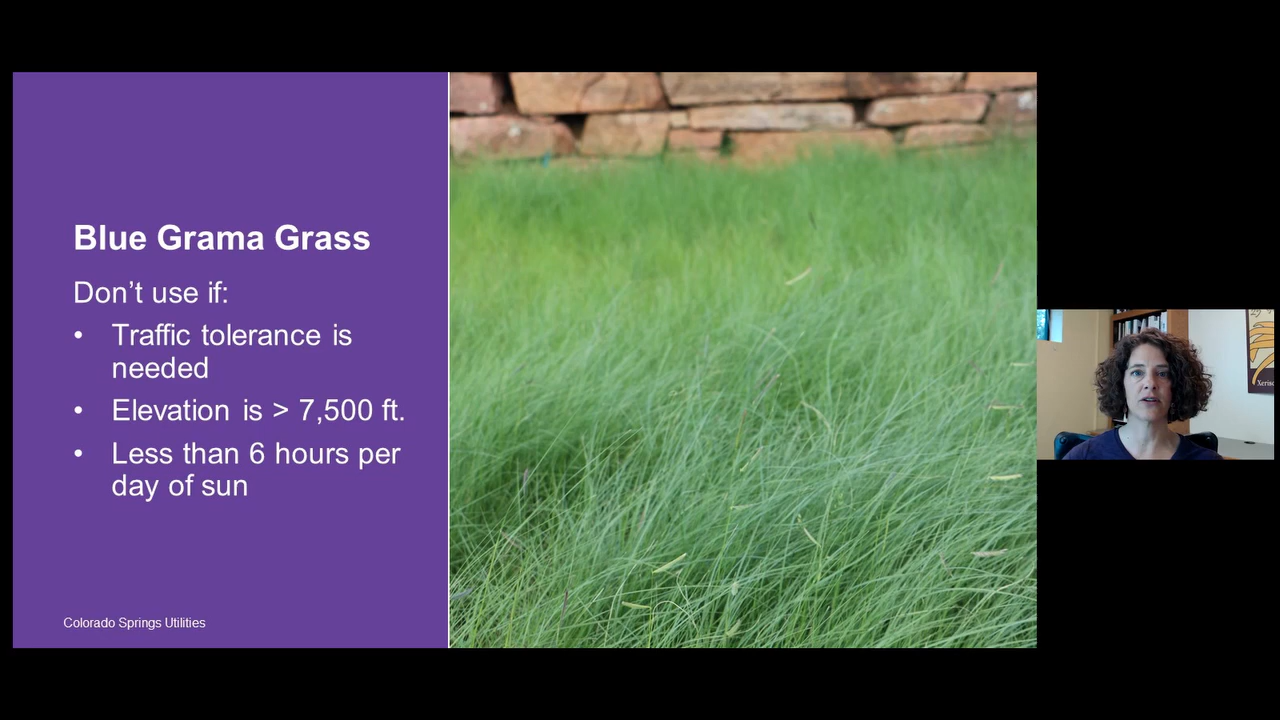 Blue Grama Grass
Don’t use if:
• Traffic tolerance is
needed
• Elevation is > 7,500 ft.
• Less than 6 hours per
day of sun
Colorado Springs Utilities